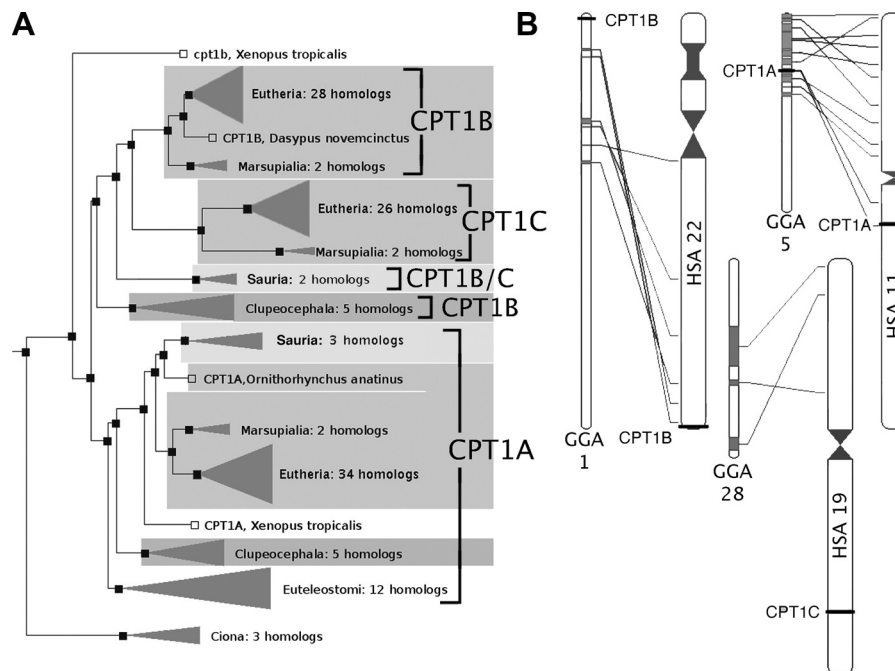 A
cpt1b, Xenopus tropicalis
Eutheria: 28 homologs
CPT1B
CPT1B, Dasypus novemcinctus
Marsupialia: 2 homologs
Eutheria: 26 homologs
CPT1C
Marsupialia: 2 homologs
Sauria: 2 homologs
CPT1B/C
Clupeocephala: 5 homologs
CPT1B
Sauria: 3 homologs
CPT1A,Ornithorhynchus anatinus
Marsupialia: 2 homologs
CPT1A
Eutheria: 34 homologs
CPT1A, Xenopus tropicalis
Clupeocephala: 5 homologs
Euteleostomi: 12 homologs
Ciona: 3 homologs
B
CPT1B
CPT1A
HSA 22
GGA
5
CPT1A
HSA 11
CPT1B
GGA
1
GGA
28
HSA 19
CPT1C